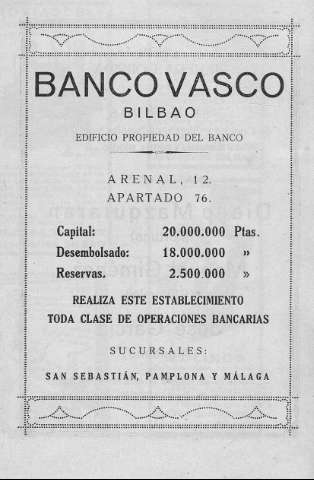 BANCO VASCO
BILBAO
EDIFICIO PROPIEDAD DEL BANCO
ARENAL, 12.
APARTADO 76.
Capital: 20.000.000 Ptas.
Desembolsado: 18.000.000 »
Reservas. 2.500.000 »
REALIZA ESTE ESTABLECIMIENTO
TODA CLASE DE OPERACIONES BANCARIAS
SUCURSALES:
SAN SEBASTIÁN, PAMPLONA Y MÁLAGA